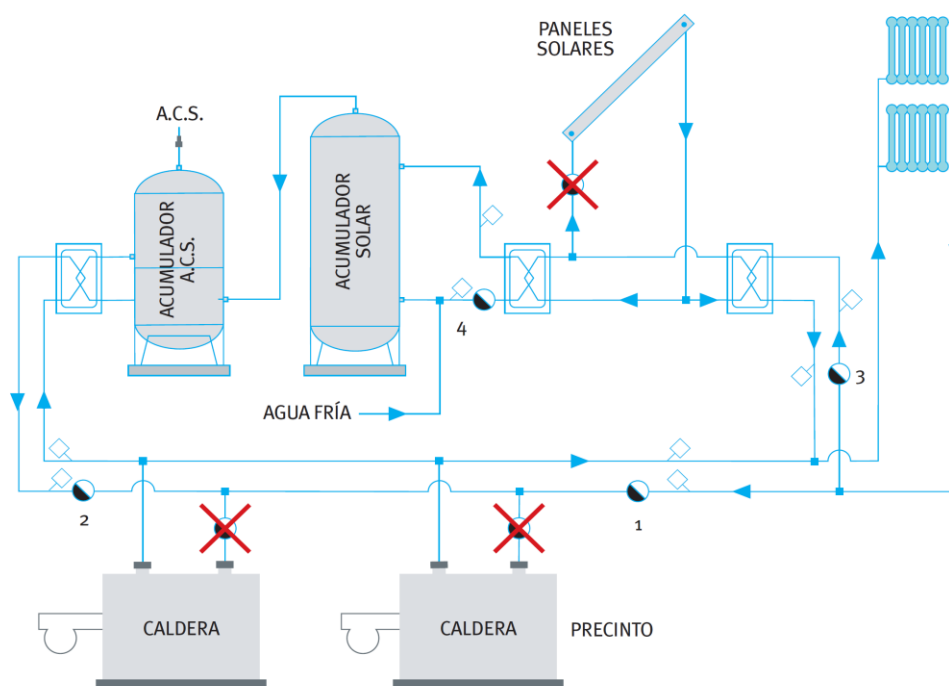 PANELES
SOLARES
A.C.S.
ACUMULADOR
A.C.S.
ACUMULADOR
SOLAR
4
3
AGUA FRÍA
2
1
CALDERA
CALDERA
PRECINTO